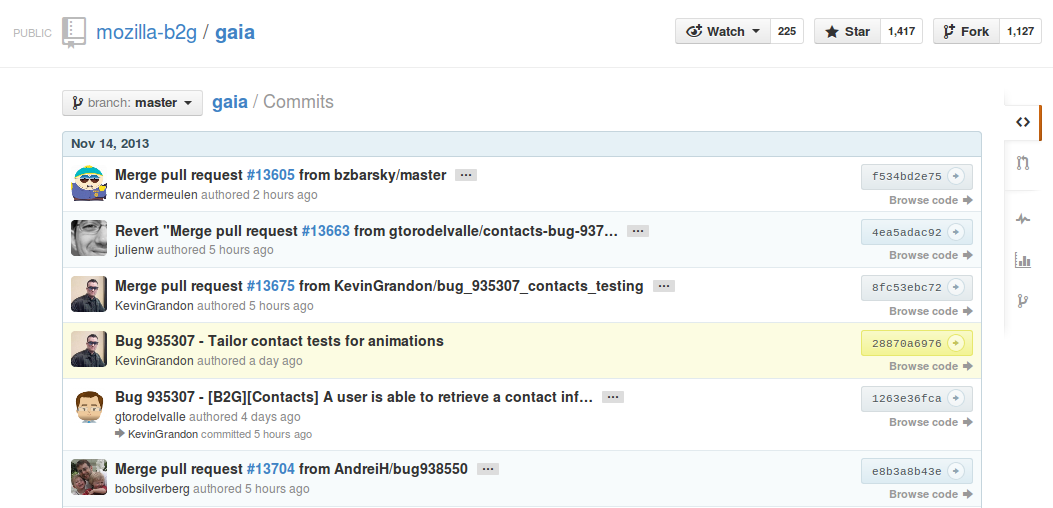 PUBLIC mozilla-b2g / gaia Watch 225 Star 1,417 Fork 1,127
branch: master gaia / Commits
Nov 14, 2013
Merge pull request #13605 from bzbarsky/master ...
f534bd2e75
rvandermeulen authored 2 hours ago
Browse code
Revert "Merge pull request #13663 from gtorodelvalle/contacts-bug-937... ...
4ea5adac92
julienw authored 5 hours ago
Browse code
Merge pull request #13675 from KevinGrandon/bug_935307_contacts_testing ...
8fc53ebc72
KevinGrandon authored 5 hours ago
Browse code
Bug 935307 - Tailor contact tests for animations
28870a6976
KevinGrandon authored a day ago
Browse code
Bug 935307 - [B2G][Contacts] A user is able to retrieve a contact inf... ...
1263e36fca
gtorodelvalle authored 4 days ago
Browse code
KevinGrandon committed 5 hours ago
Merge pull request #13704 from AndreiH/bug938550 ...
e8b3a8b43e
bobsilverberg authored 5 hours ago
Browse code